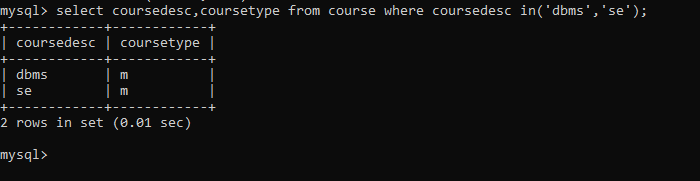 mysql> select coursedesc,coursetype from course where coursedesc in('dbms','se');
+------------+------------+
| coursedesc | coursetype |
+------------+------------+
| dbms       | m          |
| se         | m          |
+------------+------------+
2 rows in set (0.01 sec)
mysql>